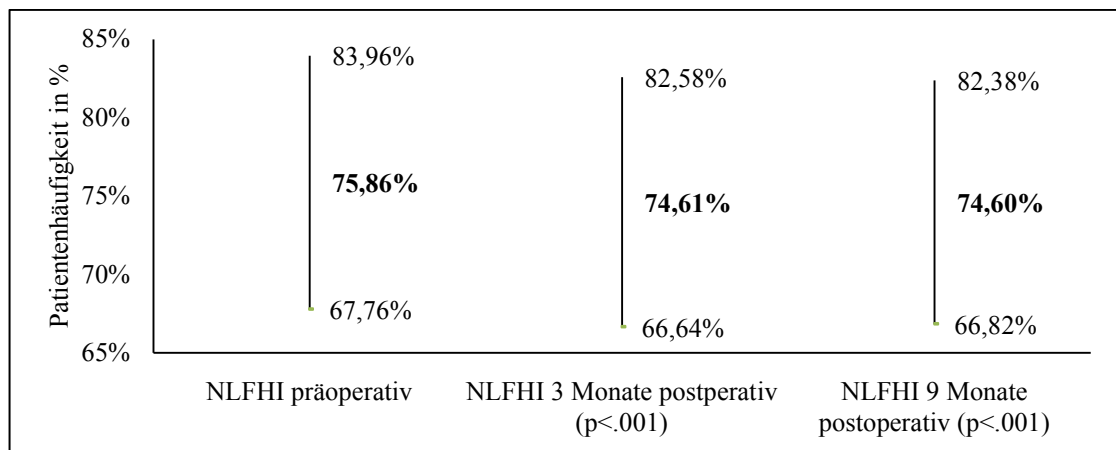 Patientenhäufigkeit in %
85%
80%
75%
70%
65%
83,96%
75,86%
67,76%
82,58%
74,61%
66,64%
82,38%
74,60%
66,82%
NLFHI präoperativ
NLFHI 3 Monate postperativ
(p<.001)
NLFHI 9 Monate
postoperativ (p<.001)